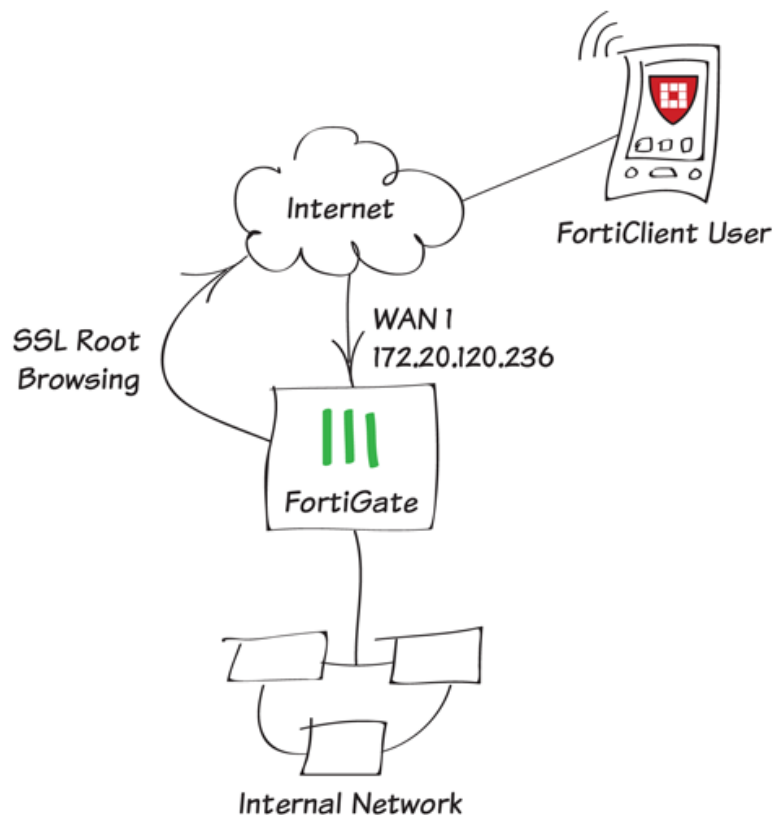 Internet
FortiClient User
WAN 1
172.20.120.236
SSL Root
Browsing
FortiGate
Internal Network